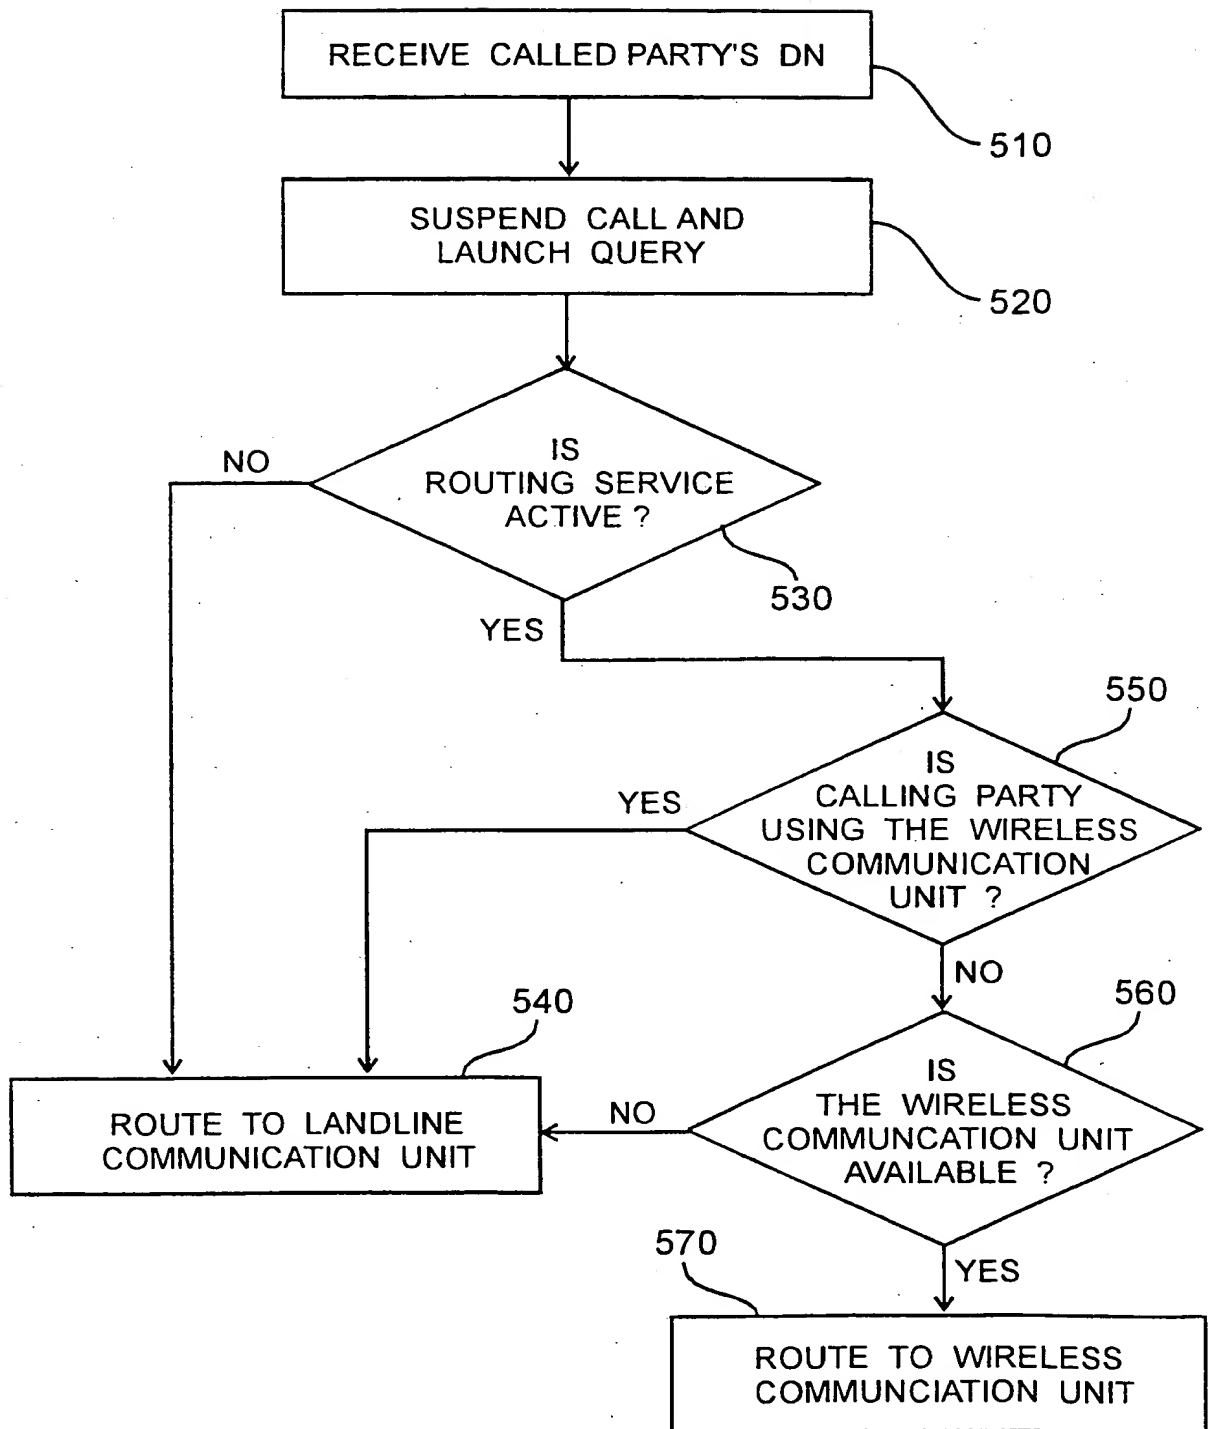 RECEIVE CALLED PARTY'S DN
510
SUSPEND CALL AND
LAUNCH QUERY
520
IS
ROUTING SERVICE
ACTIVE ?
NO
530
YES
550
IS
CALLING PARTY
USING THE WIRELESS
COMMUNICATION
UNIT ?
YES
NO
540
560
ROUTE TO LANDLINE
COMMUNICATION UNIT
NO
IS
THE WIRELESS
COMMUNCATION UNIT
AVAILABLE ?
570
YES
ROUTE TO WIRELESS
COMMUNCIATION UNIT